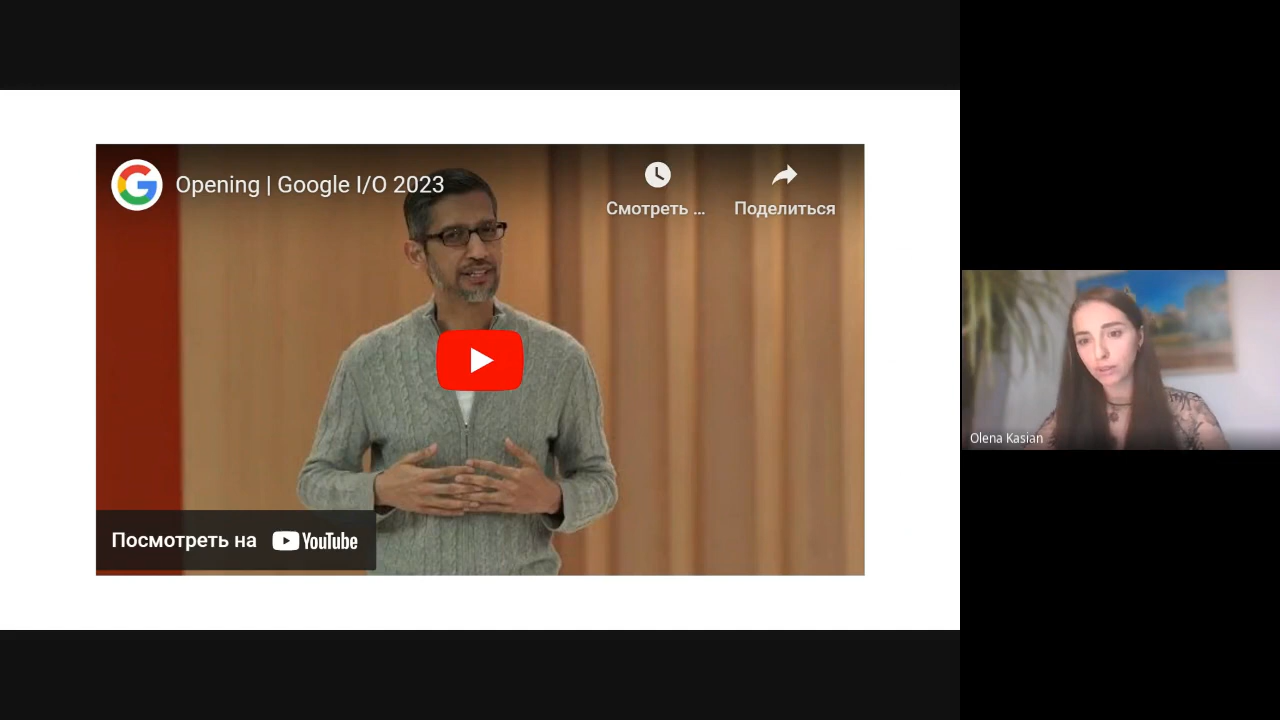 Opening | Google I/O 2023
Смотреть ...
Поделиться
Посмотреть на YouTube
Olena Kasian